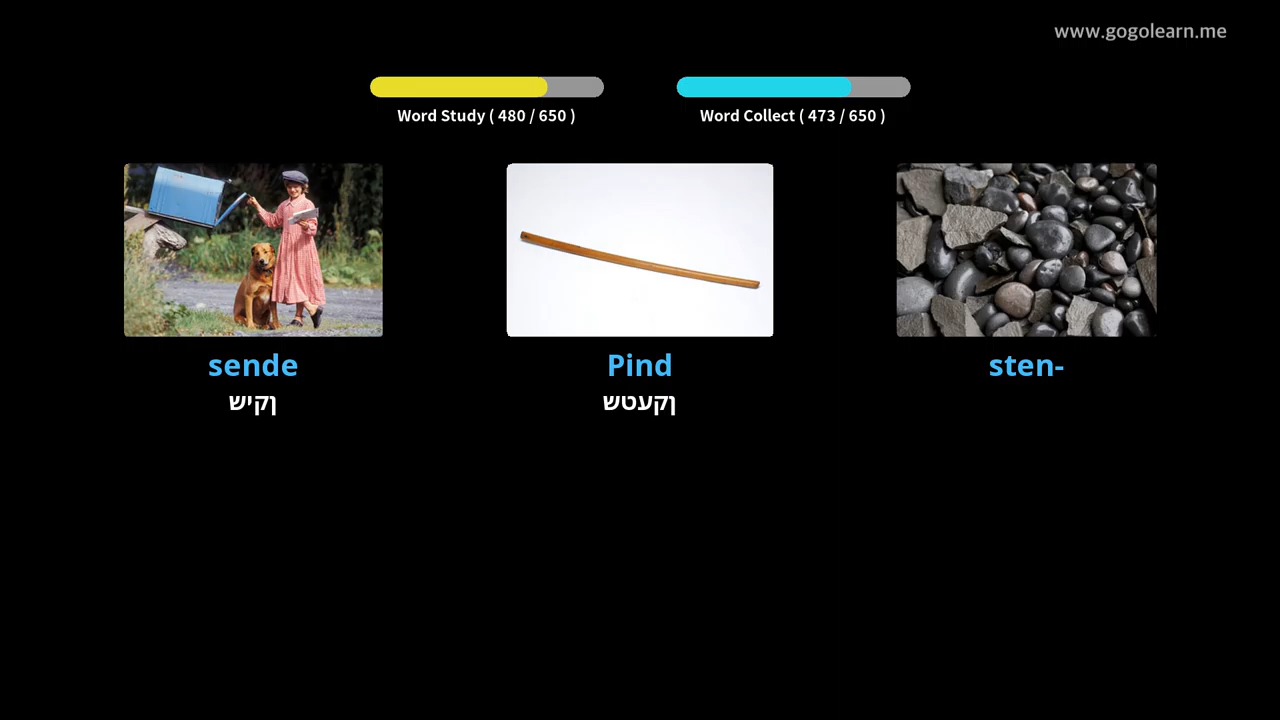 www.gogolearn.me
Word Study ( 480 / 650 )
Word Collect ( 473 / 650 )
sende
Pind
sten-
שיקן
שטעקן